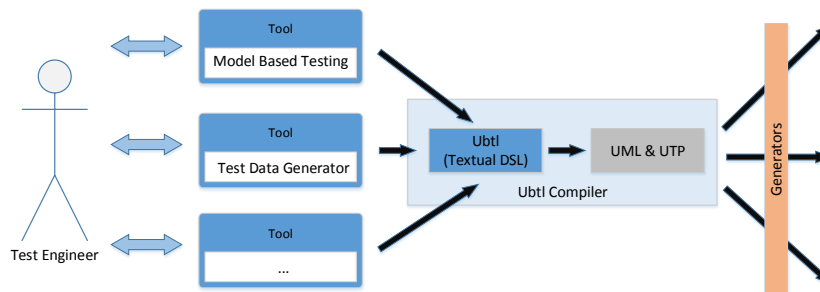 Tool
Model Based Testing
Tool
Test Data Generator
Tool
...
Test Engineer
Ubtl
(Textual DSL)
UML & UTP
Ubtl Compiler
Generators